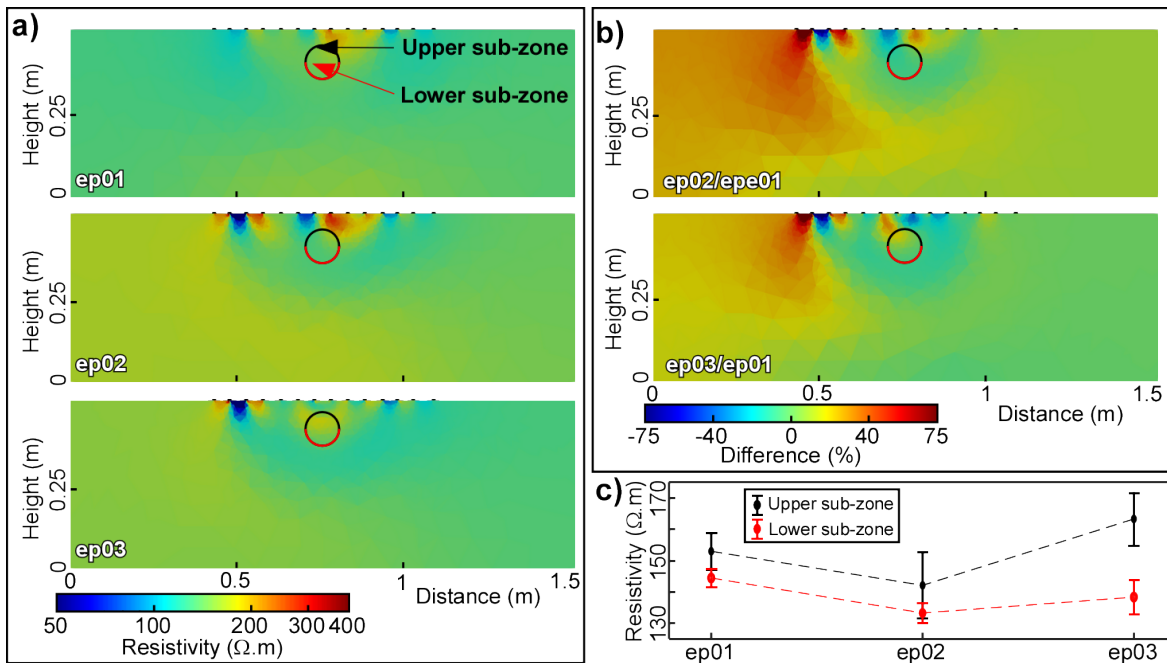 a)
Upper sub-zone
Lower sub-zone
Height (m)
0.25
0
ep01
Height (m)
0.25
0
ep02
Height (m)
0.25
ep03
0
0.5
1
1.5
Distance (m)
50
100
200
300
400
Resistivity (Ω.m)
b)
Height (m)
0.25
0
ep02/epe01
Height (m)
0.25
0
ep03/ep01
0
0.5
1
1.5
Distance (m)
-75
-40
0
40
75
Difference (%)
c)
Resistivity (Ω.m)
170
150
130
Upper sub-zone
Lower sub-zone
ep01
ep02
ep03